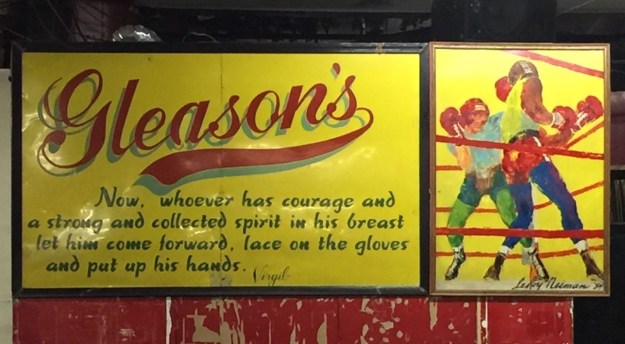 Gleason's
Now, whoever has courage and
a strong and collected spirit in his breast
let him come forward, lace on the gloves
and put up his hands. Virgil
LeRoy Neiman